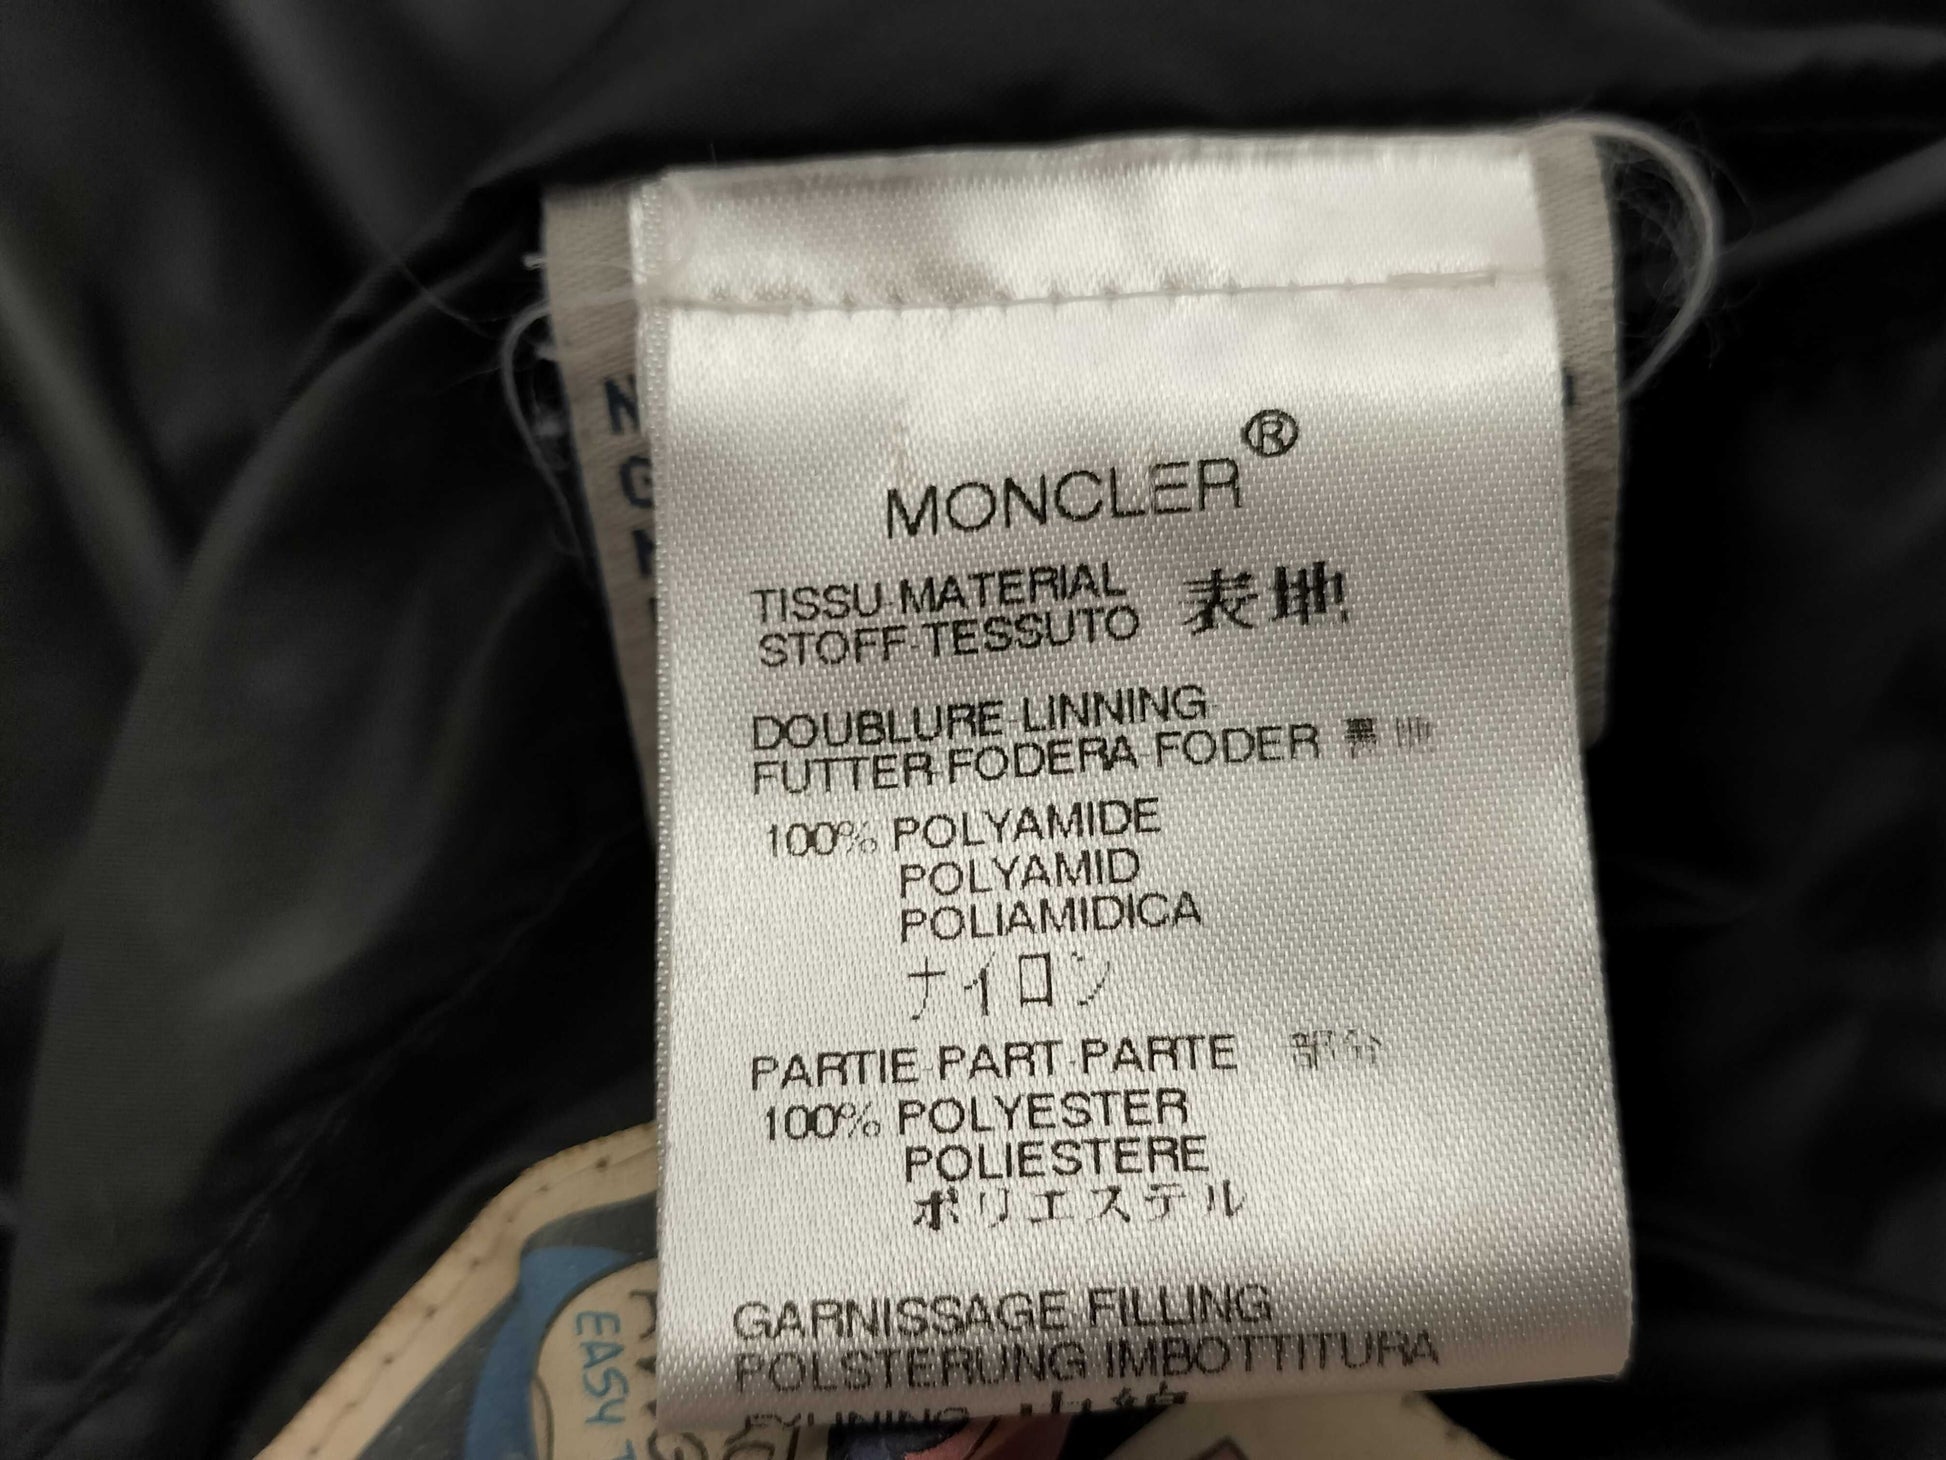 MONCLER®
TISSU-MATERIAL
STOFF-TESSUTO 表地
DOUBLURE-LINNING-
FUTTER-FODERA-FODER 裏地
100% POLYAMIDE
POLYAMID
POLIAMIDICA
ナイロン
PARTIE-PART-PARTE 部分
100% POLYESTER
POLIESTERE
ポリエステル
GARNISSAGE-FILLING
POLSTERUNG IMBOTTITURA
N
G
EASY